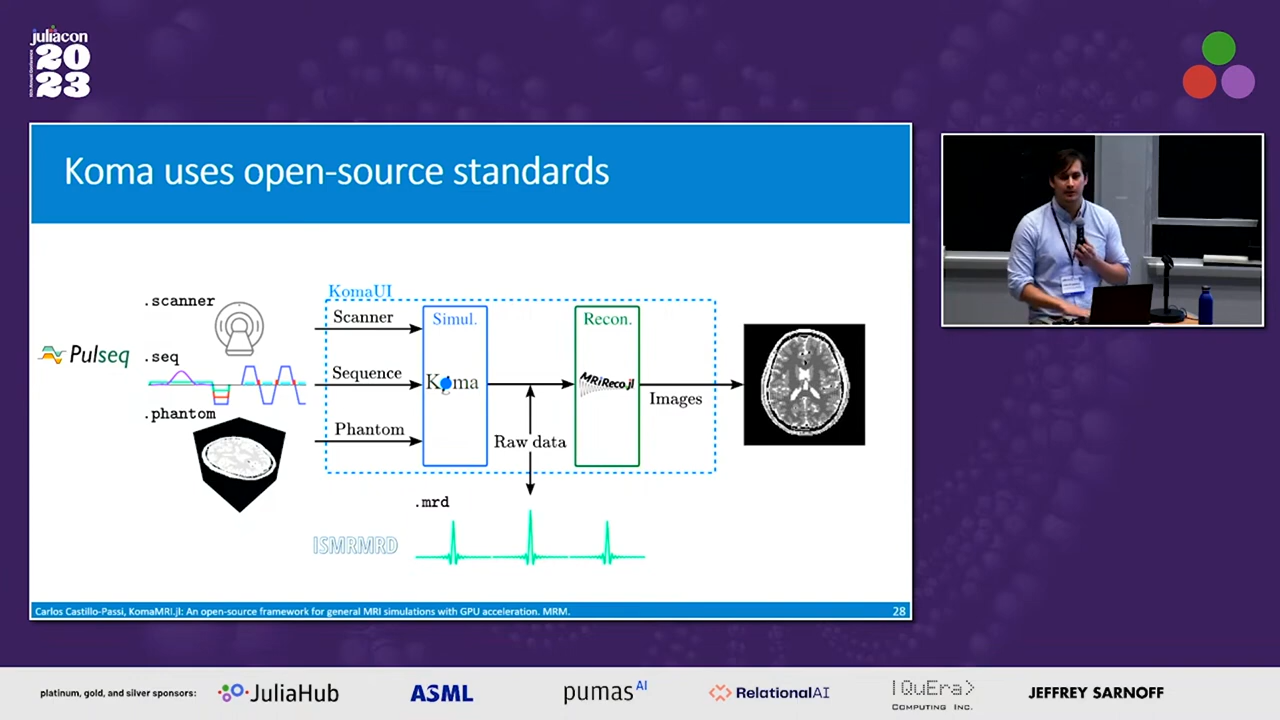 juliacon
20
23
Koma uses open-source standards
KomaUI
.scanner
Scanner
Simul.
Recon.
Pulseq
.seq
Sequence
Koma
MRIReco.jl
Images
.phantom
Phantom
Raw data
.mrd
ISMRMRD
Carlos Castillo-Passi, KomaMRI.jl: An open-source framework for general MRI simulations with GPU acceleration. MRM.
28
platinum, gold, and silver sponsors:
JuliaHub
ASML
pumas AI
RelationalAI
|QuEra>
COMPUTING INC.
JEFFREY SARNOFF